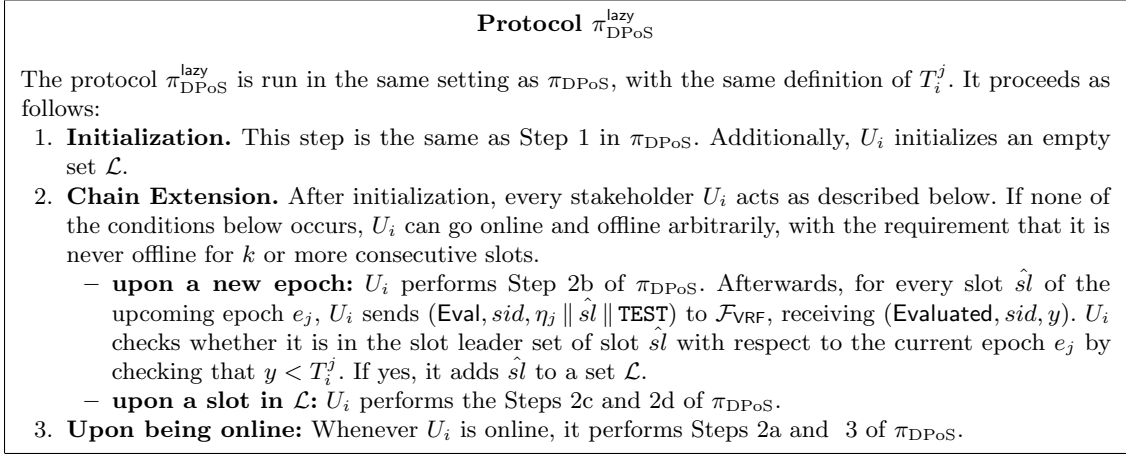 Protocol π^lazy_DPoS
The protocol π^lazy_DPoS is run in the same setting as π_DPoS, with the same definition of T_i^j. It proceeds as
follows:
1. Initialization. This step is the same as Step 1 in π_DPoS. Additionally, U_i initializes an empty
set ℒ.
2. Chain Extension. After initialization, every stakeholder U_i acts as described below. If none of
the conditions below occurs, U_i can go online and offline arbitrarily, with the requirement that it is
never offline for k or more consecutive slots.
– upon a new epoch: U_i performs Step 2b of π_DPoS. Afterwards, for every slot ŝl of the
upcoming epoch e_j, U_i sends (Eval, sid, η_j ∥ ŝl ∥ TEST) to ℱ_VRF, receiving (Evaluated, sid, y). U_i
checks whether it is in the slot leader set of slot ŝl with respect to the current epoch e_j by
checking that y < T_i^j. If yes, it adds ŝl to a set ℒ.
– upon a slot in ℒ: U_i performs the Steps 2c and 2d of π_DPoS.
3. Upon being online: Whenever U_i is online, it performs Steps 2a and 3 of π_DPoS.